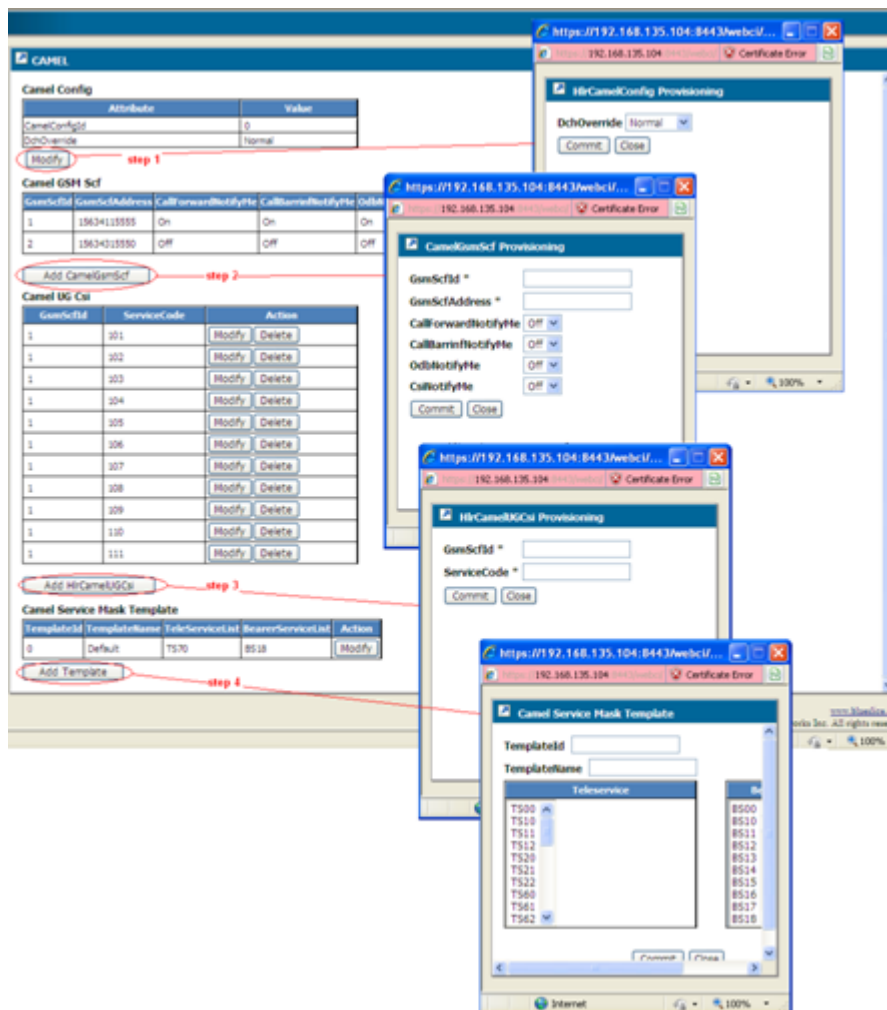 CAMEL
Camel Config
Attribute Value
CamelConfigId 0
DchOverride Normal
Modify
step 1
Camel GSM Scf
GsmScfId GsmScfAddress CallForwardNotifyMe CallBarrinfNotifyMe
1 15634115555 On On On
2 15634315550 Off Off Off
Add CamelGsmScf
step 2
Camel UG Csi
GsmScfId ServiceCode Action
1 101 Modify Delete
1 102 Modify Delete
1 103 Modify Delete
1 104 Modify Delete
1 105 Modify Delete
1 106 Modify Delete
1 107 Modify Delete
1 108 Modify Delete
1 109 Modify Delete
1 110 Modify Delete
1 111 Modify Delete
Add HlrCamelUGCsi
step 3
Camel Service Mask Template
TemplateId TemplateName TeleServiceList BearerServiceList Action
0 Default TS70 BS18 Modify
Add Template
step 4
Inc. All rights
100%
https://192.168.135.104:8443/webci/...
192.168.135.104
Certificate Error
HlrCamelConfig Provisioning
DchOverride Normal
Commit Close
100%
https://192.168.135.104:8443/webci/...
192.168.135.104
Certificate Error
CamelGsmScf Provisioning
GsmScfId *
GsmScfAddress *
CallForwardNotifyMe Off
CallBarrinfNotifyMe Off
OdbNotifyMe Off
CsiNotifyMe Off
Commit Close
https://192.168.135.104:8443/webci/...
192.168.135.104
Certificate Error
HlrCamelUGCsi Provisioning
GsmScfId *
ServiceCode *
Commit Close
https://192.168.135.104:8443/webci/...
192.168.135.104
Certificate Error
Camel Service Mask Template
TemplateId
TemplateName
Teleservice
TS00
TS10
TS11
TS12
TS20
TS21
TS22
TS60
TS61
TS62
BS00
BS10
BS11
BS12
BS13
BS14
BS15
BS16
BS17
BS18
Commit Close
Internet
100%